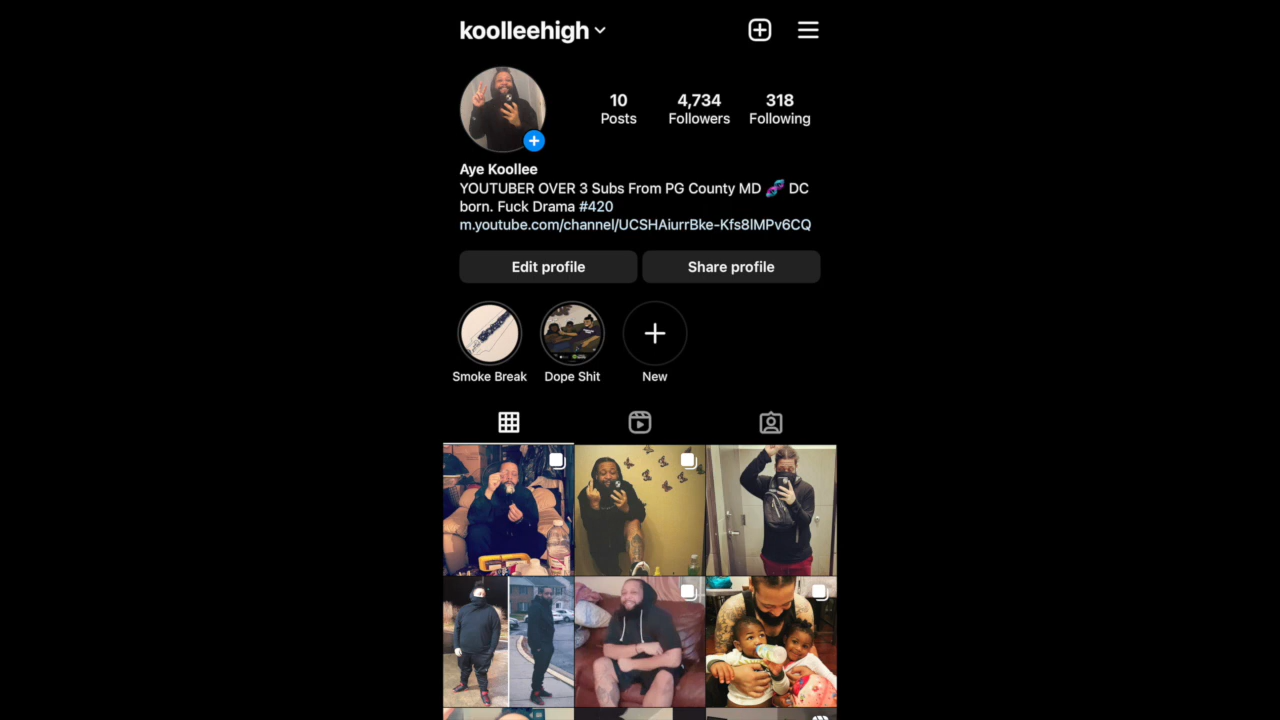 koolleehigh
10 4,734 318
Posts Followers Following
Aye Koollee
YOUTUBER OVER 3 Subs From PG County MD 🧬 DC
born. Fuck Drama #420
m.youtube.com/channel/UCSHAiurrBke-Kfs8IMPv6CQ
Edit profile Share profile
Smoke Break Dope Shit New